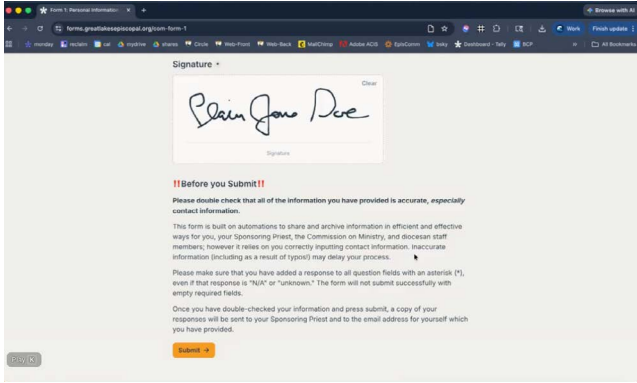 Form 1: Personal Information
Browse with AI
forms.greatlakesepiscopal.org/com-form-1
Work
Finish update
monday
reclaim
cal
mydrive
shares
Circle
Web-Front
Web-Back
MailChimp
Adobe ACIS
EpisComm
bsky
Dashboard - Tally
BCP
»
All Bookmarks
Signature *
Clear
Plain Jane Doe
Signature
‼️Before you Submit‼️
Please double check that all of the information you have provided is accurate, especially
contact information.
This form is built on automations to share and archive information in efficient and effective
ways for you, your Sponsoring Priest, the Commission on Ministry, and diocesan staff
members; however it relies on you correctly inputting contact information. Inaccurate
information (including as a result of typos!) may delay your process.
Please make sure that you have added a response to all question fields with an asterisk (*),
even if that response is "N/A" or "unknown." The form will not submit successfully with
empty required fields.
Once you have double-checked your information and press submit, a copy of your
responses will be sent to your Sponsoring Priest and to the email address for yourself which
you have provided.
Submit →
Play (k)